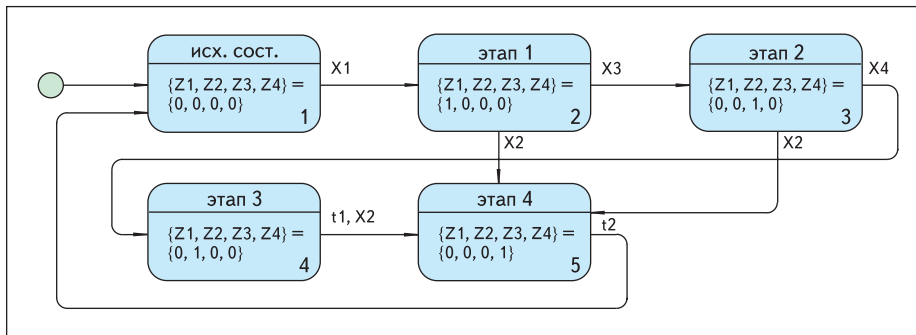 исх. сост.
{Z1, Z2, Z3, Z4} =
{0, 0, 0, 0}
1
X1
этап 1
{Z1, Z2, Z3, Z4} =
{1, 0, 0, 0}
2
X3
этап 2
{Z1, Z2, Z3, Z4} =
{0, 0, 1, 0}
3
X4
X2
X2
этап 3
{Z1, Z2, Z3, Z4} =
{0, 1, 0, 0}
4
t1, X2
этап 4
{Z1, Z2, Z3, Z4} =
{0, 0, 0, 1}
5
t2